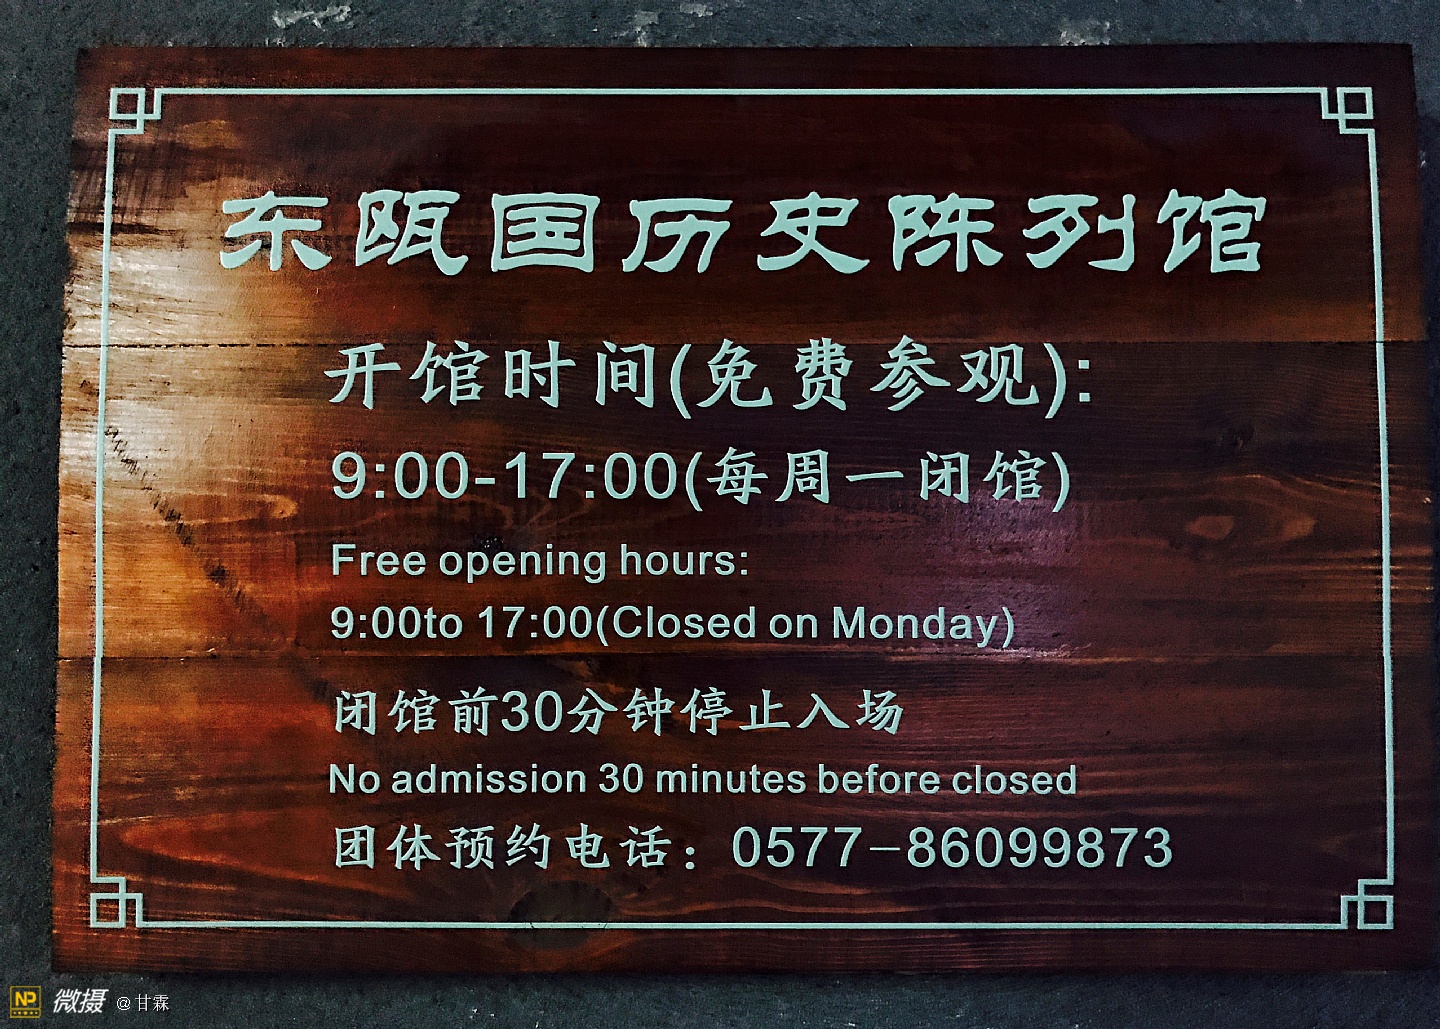 东瓯国历史陈列馆
开馆时间(免费参观):
9:00-17:00(每周一闭馆)
Free opening hours:
9:00to 17:00(Closed on Monday)
闭馆前30分钟停止入场
No admission 30 minutes before closed
团体预约电话：0577-86099873
NP 微摄 @甘霖